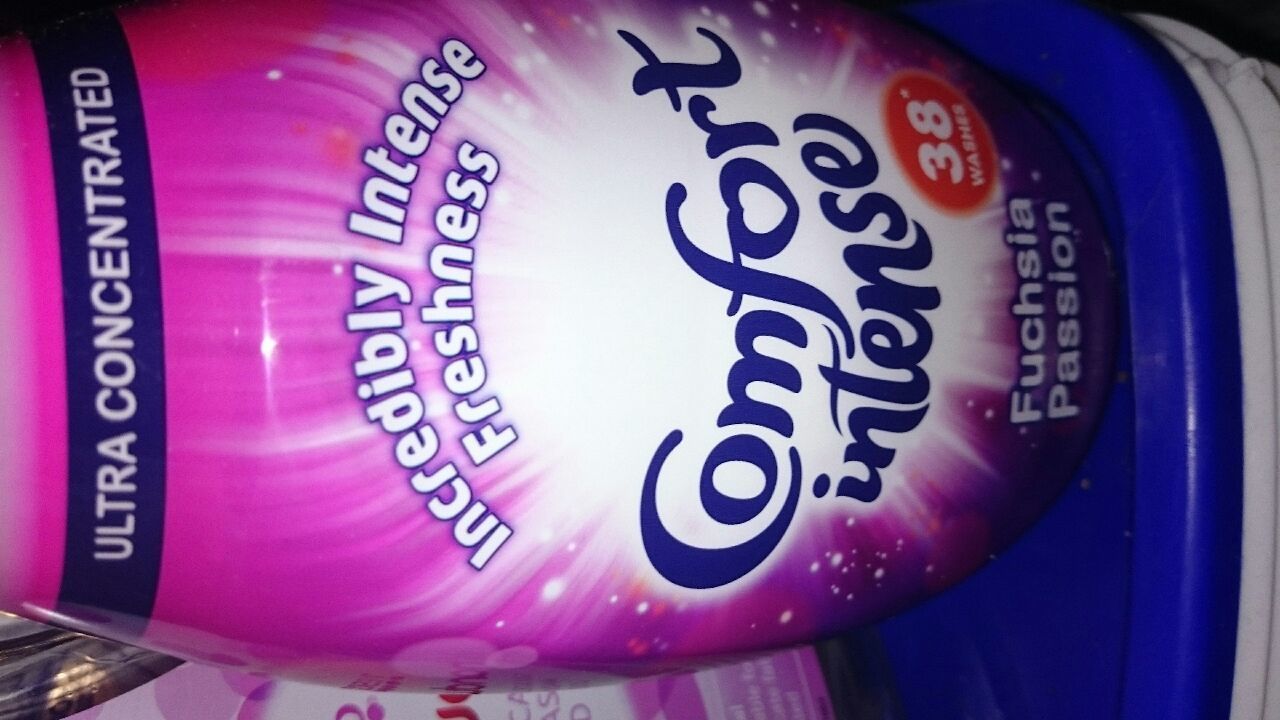 ULTRA CONCENTRATED
Incredibly Intense
Freshness
Comfort
intense
38*
WASHES
Fuchsia
Passion